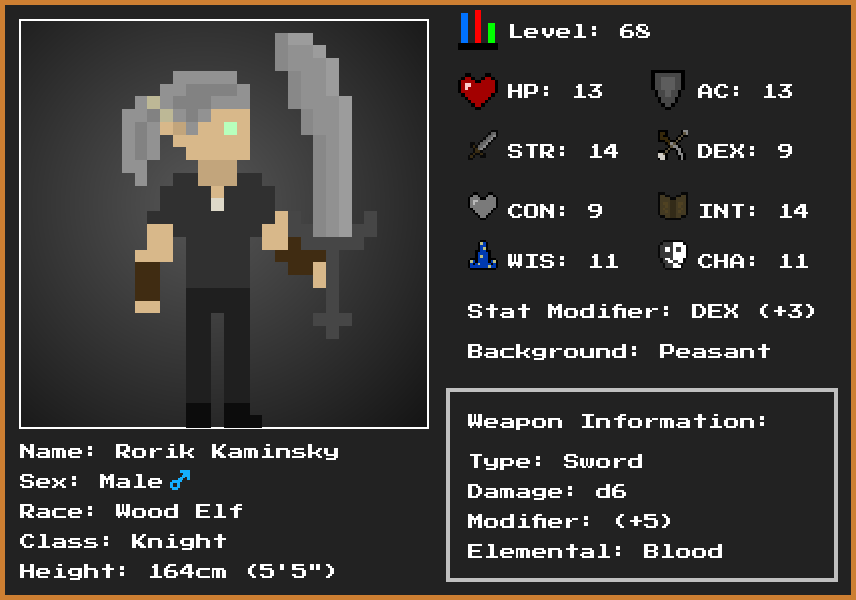 Level: 68
HP: 13
AC: 13
STR: 14
DEX: 9
CON: 9
INT: 14
WIS: 11
CHA: 11
Stat Modifier: DEX (+3)
Background: Peasant
Name: Rorik Kaminsky
Sex: Male ♂
Race: Wood Elf
Class: Knight
Height: 164cm (5'5")
Weapon Information:
Type: Sword
Damage: d6
Modifier: (+5)
Elemental: Blood